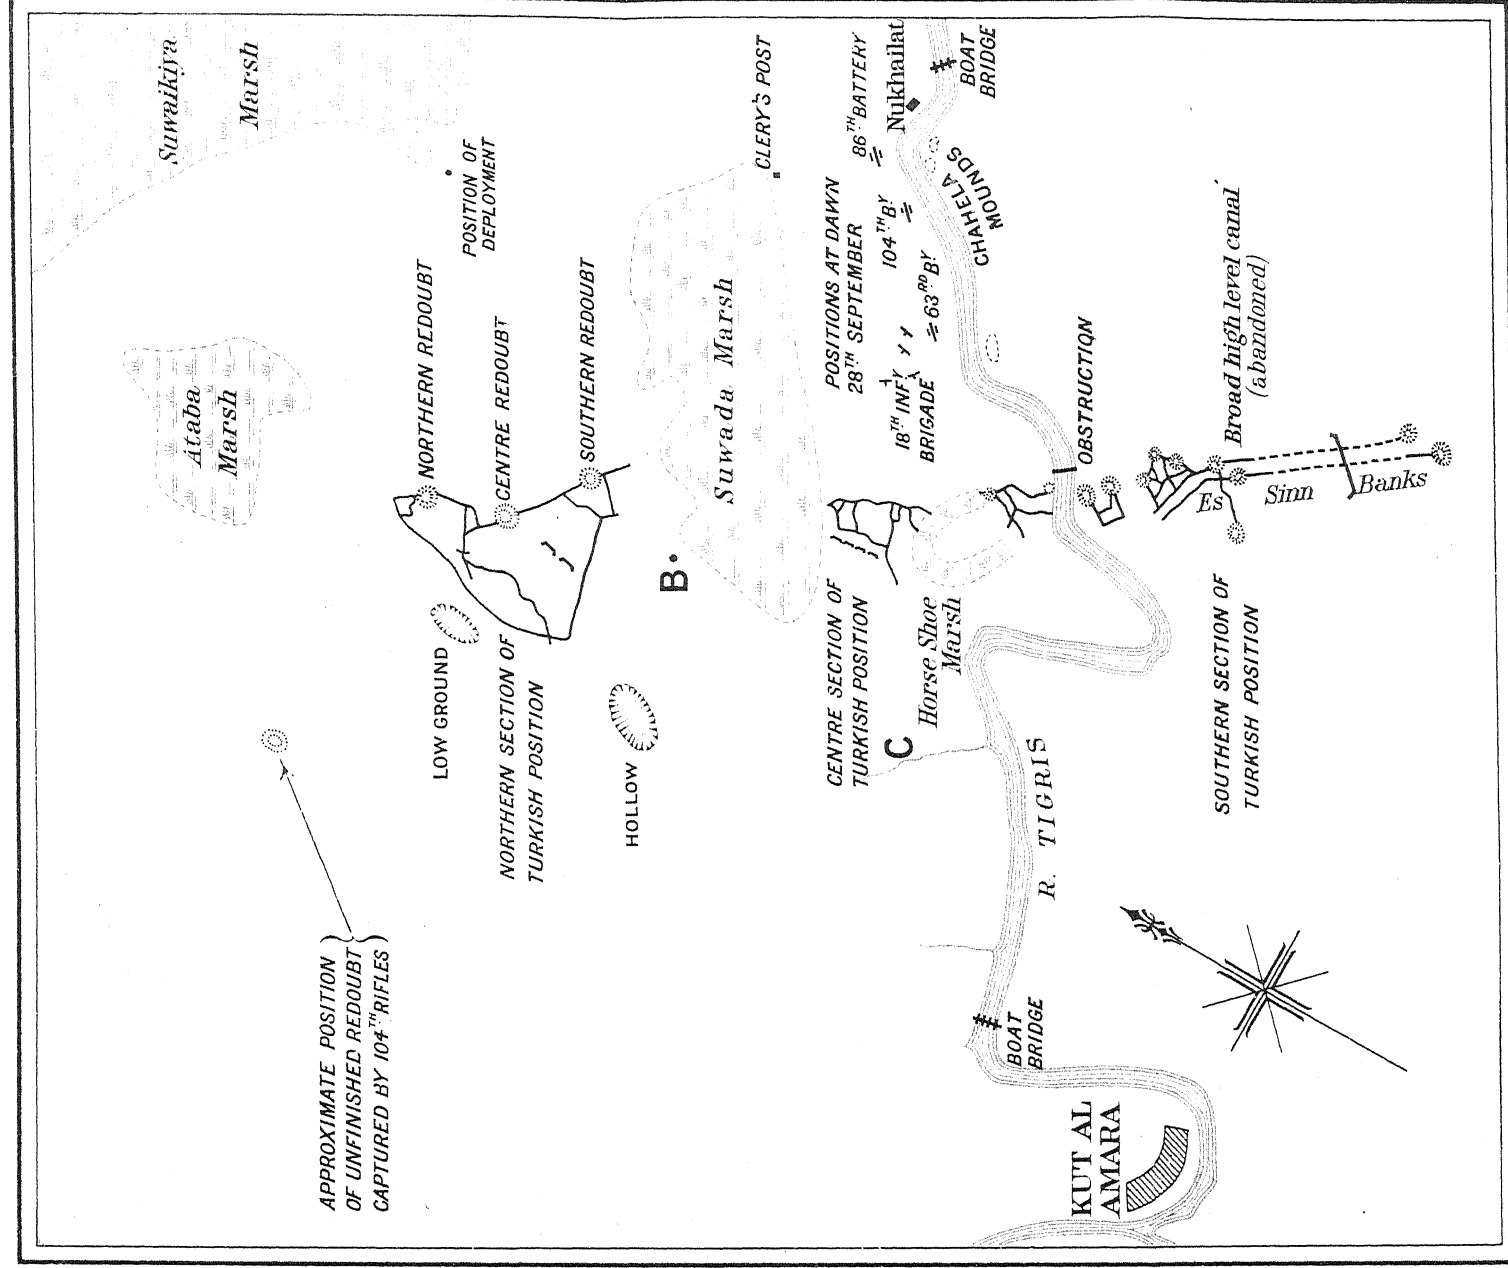 Suwaikiya
Marsh
Ataba
Marsh
POSITION OF
DEPLOYMENT
NORTHERN REDOUBT
CENTRE REDOUBT
SOUTHERN REDOUBT
LOW GROUND
NORTHERN SECTION OF
TURKISH POSITION
HOLLOW
APPROXIMATE POSITION
OF UNFINISHED REDOUBT
CAPTURED BY 104TH RIFLES
B
Suwada Marsh
CLERY'S POST
POSITIONS AT DAWN
28TH SEPTEMBER
86TH BATTERY
104TH BY
63RD BY
18TH INFY
BRIGADE
Nukhailat
BOAT
BRIDGE
CHAHELA
MOUNDS
OBSTRUCTION
CENTRE SECTION OF
TURKISH POSITION
C
Horse Shoe
Marsh
Broad high level canal
(abandoned)
Es Sinn Banks
SOUTHERN SECTION OF
TURKISH POSITION
R. TIGRIS
BOAT
BRIDGE
KUT AL
AMARA